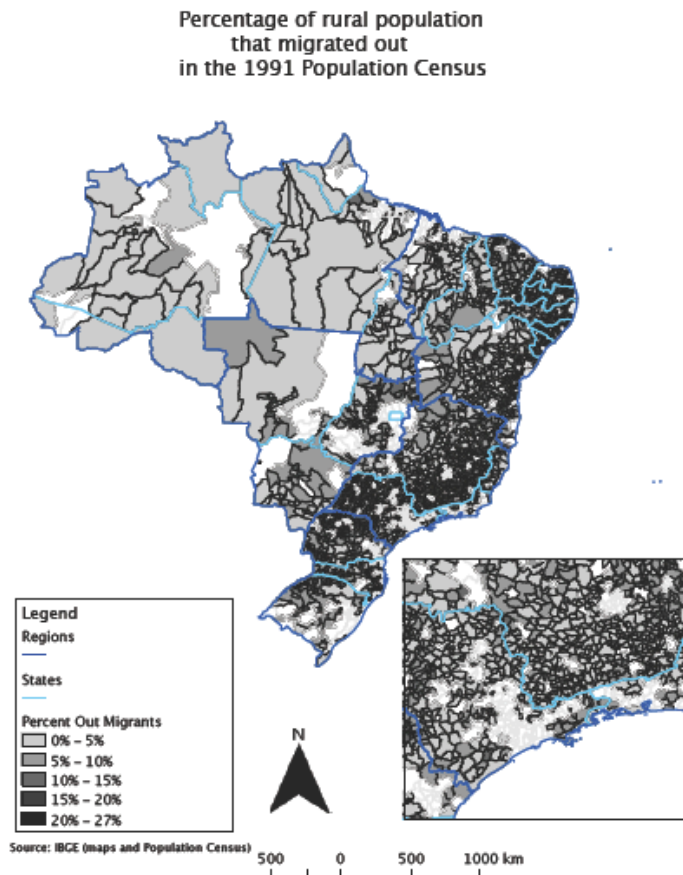 Percentage of rural population
that migrated out
in the 1991 Population Census
Legend
Regions
States
Percent Out Migrants
0% – 5%
5% – 10%
10% – 15%
15% – 20%
20% – 27%
N
Source: IBGE (maps and Population Census)
500 0 500 1000 km